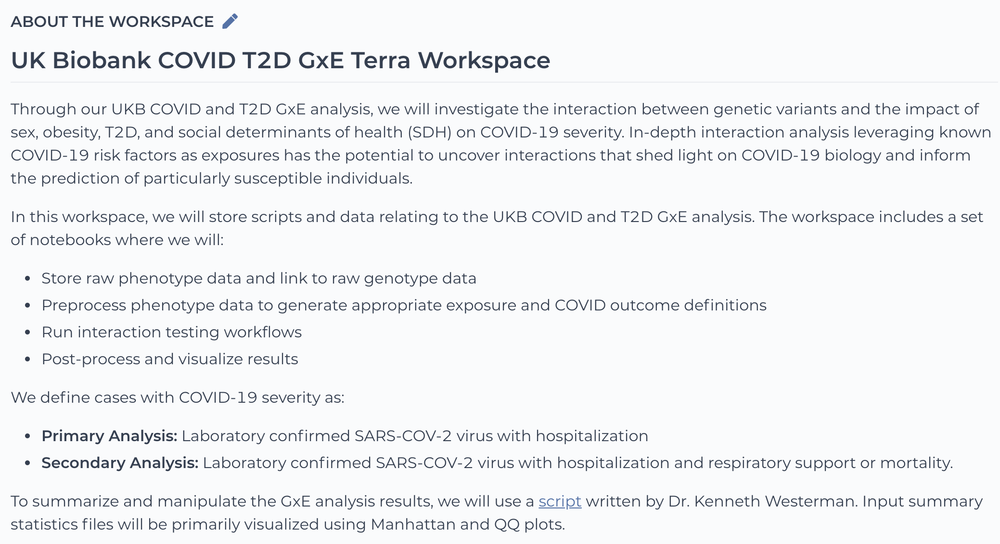 ABOUT THE WORKSPACE
UK Biobank COVID T2D GxE Terra Workspace
Through our UKB COVID and T2D GxE analysis, we will investigate the interaction between genetic variants and the impact of
sex, obesity, T2D, and social determinants of health (SDH) on COVID-19 severity. In-depth interaction analysis leveraging known
COVID-19 risk factors as exposures has the potential to uncover interactions that shed light on COVID-19 biology and inform
the prediction of particularly susceptible individuals.
In this workspace, we will store scripts and data relating to the UKB COVID and T2D GxE analysis. The workspace includes a set
of notebooks where we will:
• Store raw phenotype data and link to raw genotype data
• Preprocess phenotype data to generate appropriate exposure and COVID outcome definitions
• Run interaction testing workflows
• Post-process and visualize results
We define cases with COVID-19 severity as:
• Primary Analysis: Laboratory confirmed SARS-COV-2 virus with hospitalization
• Secondary Analysis: Laboratory confirmed SARS-COV-2 virus with hospitalization and respiratory support or mortality.
To summarize and manipulate the GxE analysis results, we will use a script written by Dr. Kenneth Westerman. Input summary
statistics files will be primarily visualized using Manhattan and QQ plots.